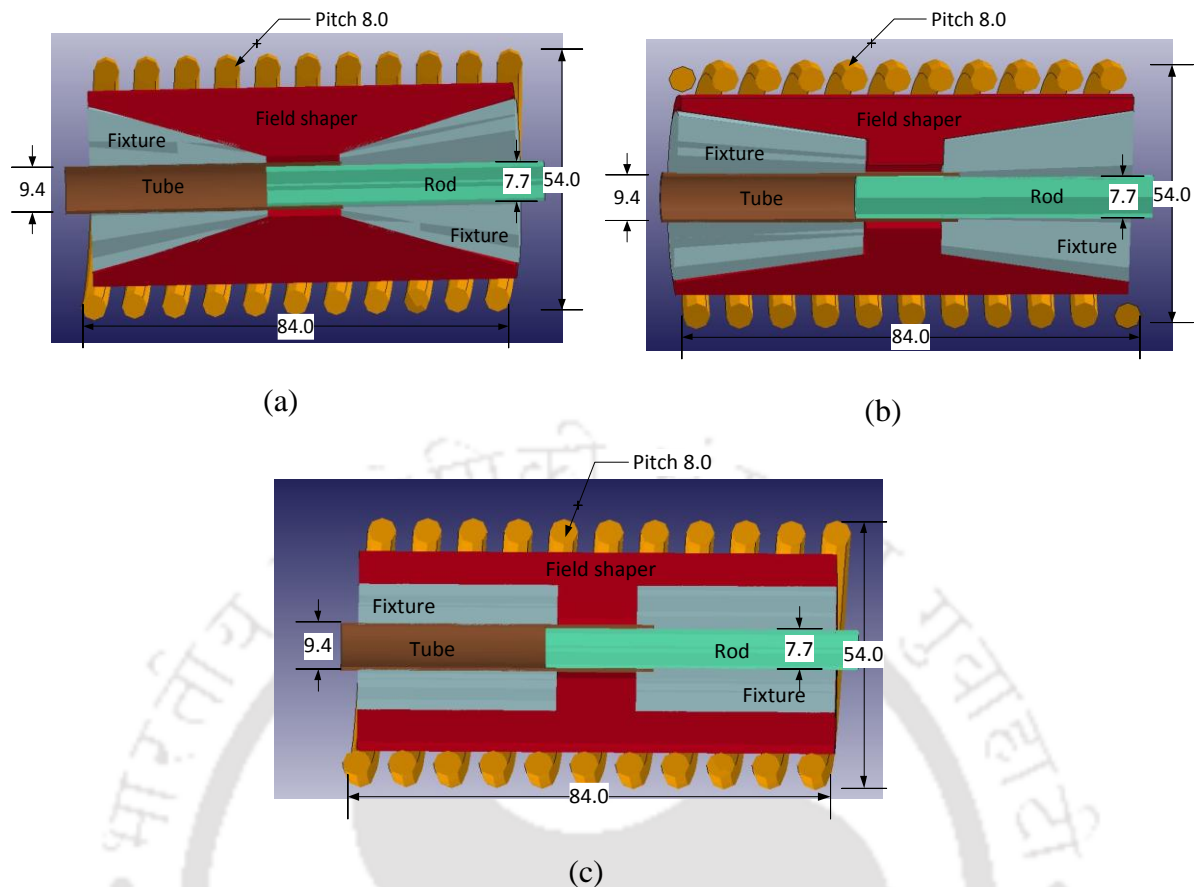 Pitch 8.0
Field shaper
Fixture
Tube
Rod
Fixture
9.4
7.7
54.0
84.0
(a)
Pitch 8.0
Field shaper
Fixture
Tube
Rod
Fixture
9.4
7.7
54.0
84.0
(b)
Pitch 8.0
Field shaper
Fixture
Tube
Rod
Fixture
9.4
7.7
54.0
84.0
(c)